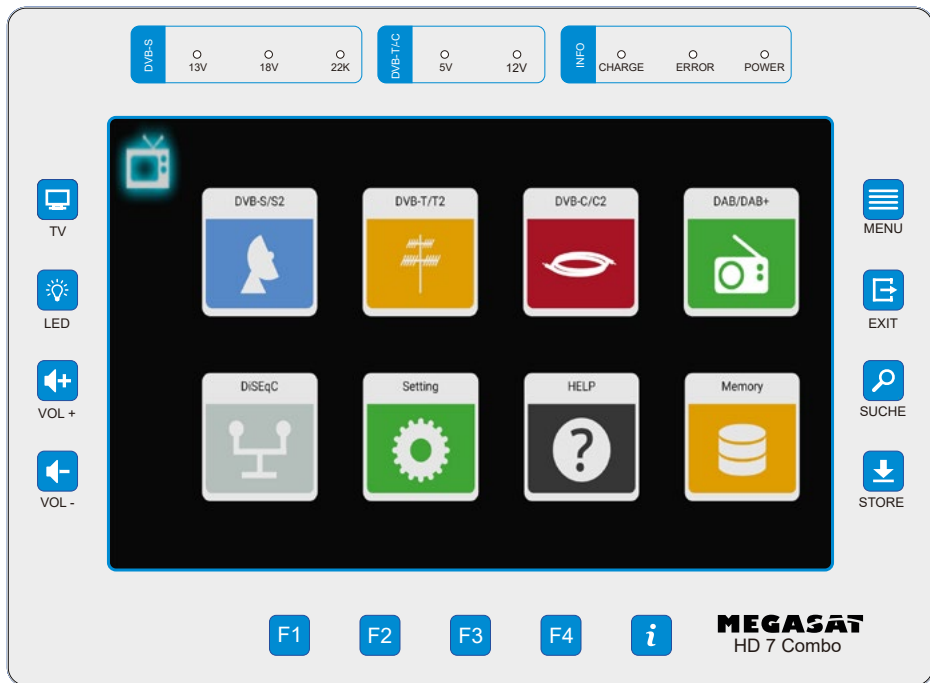 DVB-S
13V 18V 22K
DVB-T/-C
5V 12V
INFO
CHARGE ERROR POWER
TV
LED
VOL +
VOL -
DVB-S/S2 DVB-T/T2 DVB-C/C2 DAB/DAB+
DiSEqC Setting HELP Memory
?
MENU
EXIT
SUCHE
STORE
F1 F2 F3 F4 i
MEGASAT
HD 7 Combo